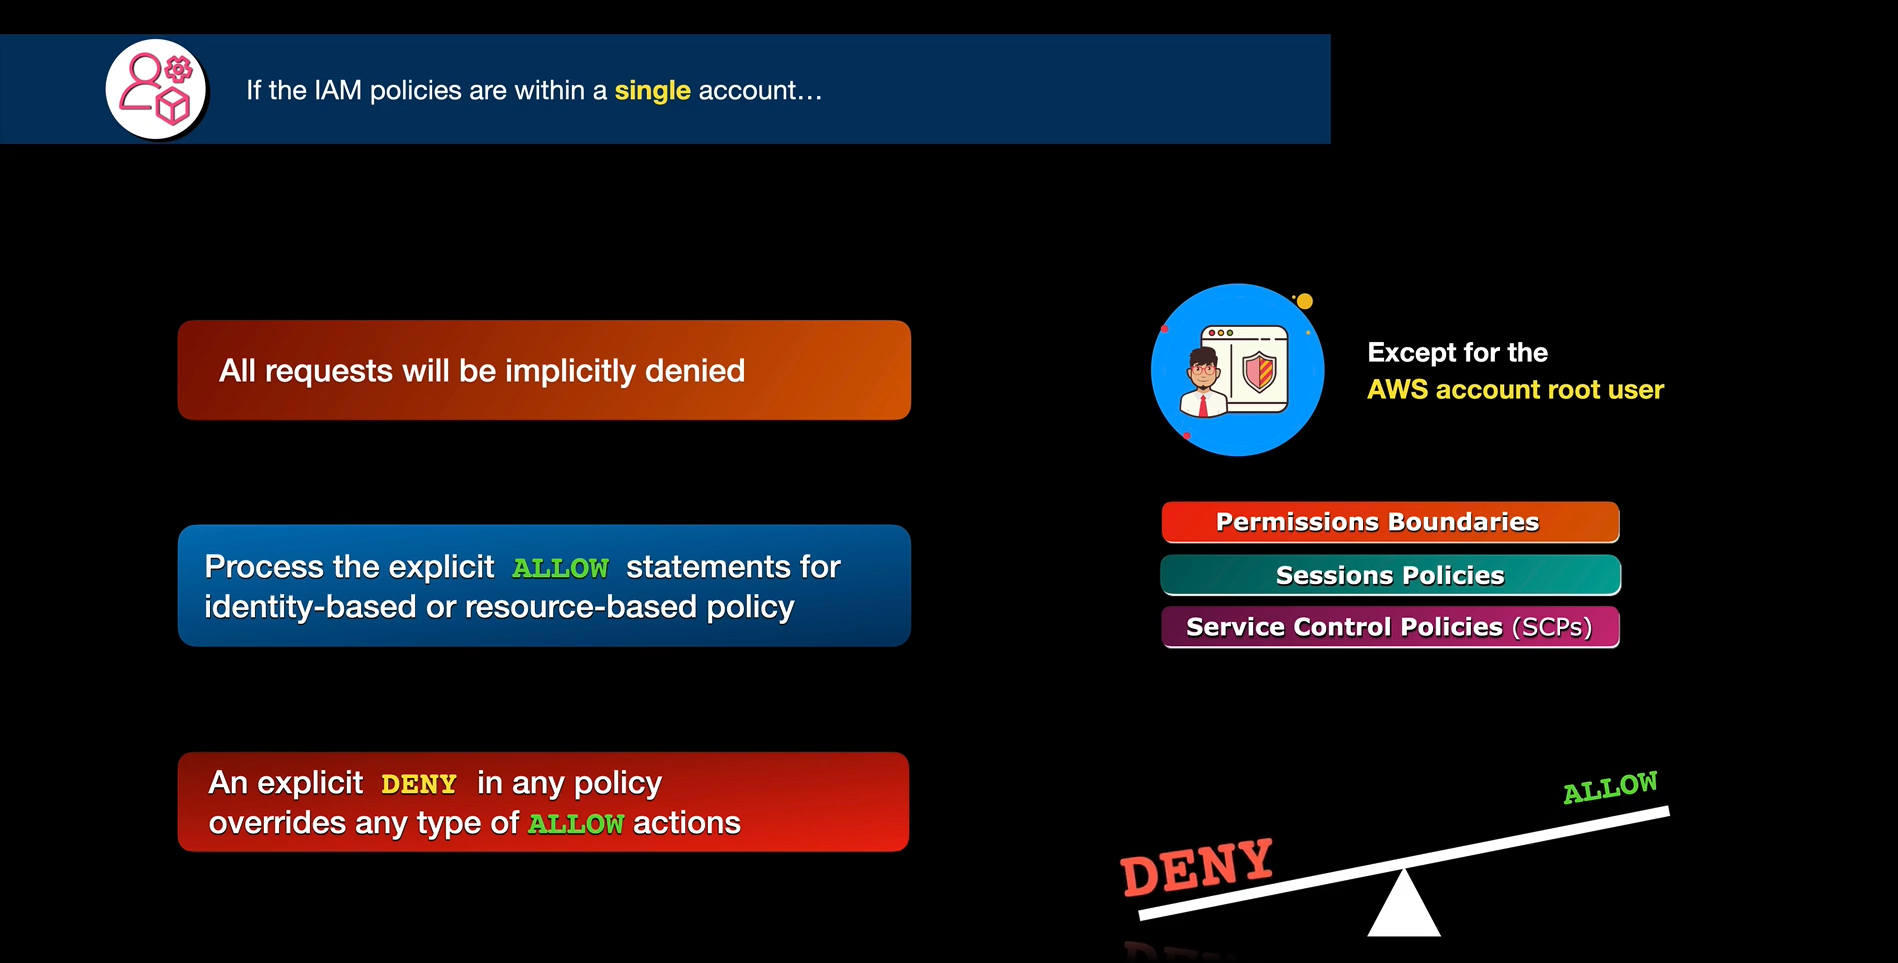 If the IAM policies are within a single account...
All requests will be implicitly denied
Except for the
AWS account root user
Process the explicit ALLOW statements for
identity-based or resource-based policy
Permissions Boundaries
Sessions Policies
Service Control Policies (SCPs)
An explicit DENY in any policy
overrides any type of ALLOW actions
ALLOW
DENY